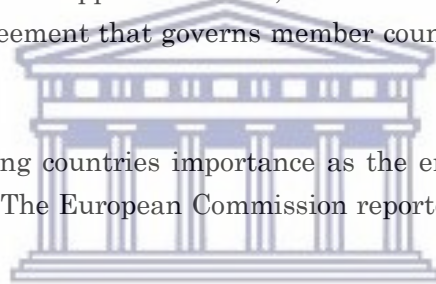 eement that governs member coun
ng countries importance as the e
The European Commission report